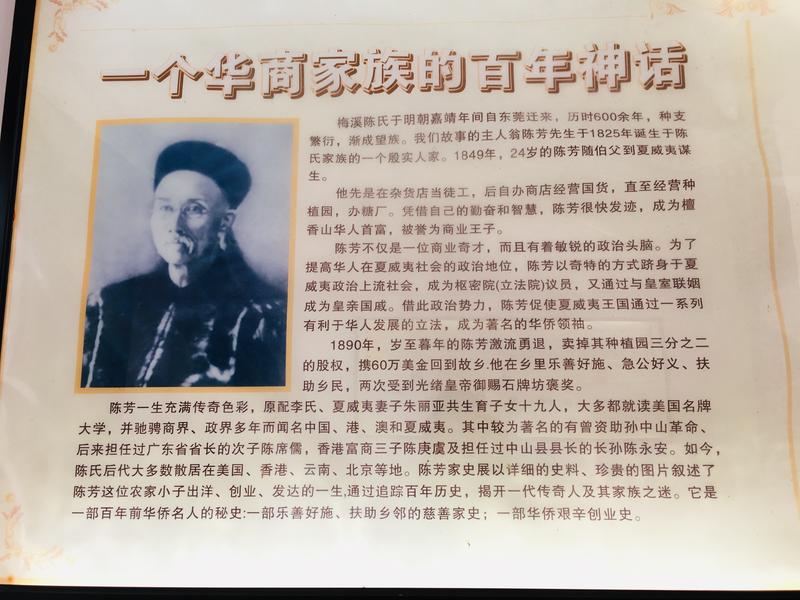 一个华商家族的百年神话
梅溪陈氏于明朝嘉靖年间自东莞迁来，历时600余年，种支
繁衍，渐成望族。我们故事的主人翁陈芳先生于1825年诞生于陈
氏家族的一个殷实人家。1849年，24岁的陈芳随伯父到夏威夷谋
生。
他先是在杂货店当徒工，后自办商店经营国货，直至经营种
植园，办糖厂。凭借自己的勤奋和智慧，陈芳很快发迹，成为檀
香山华人首富，被誉为商业王子。
陈芳不仅是一位商业奇才，而且有着敏锐的政治头脑。为了
提高华人在夏威夷社会的政治地位，陈芳以奇特的方式跻身于夏
威夷政治上流社会，成为枢密院(立法院)议员，又通过与皇室联姻
成为皇亲国戚。借此政治势力，陈芳促使夏威夷王国通过一系列
有利于华人发展的立法，成为著名的华侨领袖。
1890年，岁至暮年的陈芳激流勇退，卖掉其种植园三分之二
的股权，携60万美金回到故乡.他在乡里乐善好施、急公好义、扶
助乡民，两次受到光绪皇帝御赐石牌坊褒奖。
陈芳一生充满传奇色彩，原配李氏、夏威夷妻子朱丽亚共生育子女十九人，大多都就读美国名牌
大学，并驰骋商界、政界多年而闻名中国、港、澳和夏威夷。其中较为著名的有曾资助孙中山革命、
后来担任过广东省省长的次子陈席儒，香港富商三子陈庚虞及担任过中山县县长的长孙陈永安。如今，
陈氏后代大多数散居在美国、香港、云南、北京等地。陈芳家史展以详细的史料、珍贵的图片叙述了
陈芳这位农家小子出洋、创业、发达的一生,通过追踪百年历史，揭开一代传奇人及其家族之迷。它是
一部百年前华侨名人的秘史:一部乐善好施、扶助乡邻的慈善家史；一部华侨艰辛创业史。